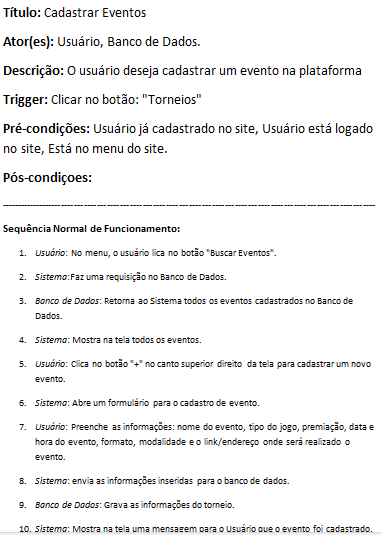 Título: Cadastrar Eventos
Ator(es): Usuário, Banco de Dados.
Descrição: O usuário deseja cadastrar um evento na plataforma
Trigger: Clicar no botão: "Torneios"
Pré-condições: Usuário já cadastrado no site, Usuário está logado
no site, Está no menu do site.
Pós-condiçoes:
Sequência Normal de Funcionamento:
1. Usuário: No menu, o usuário lica no botão "Buscar Eventos".
2. Sistema:Faz uma requisição no Banco de Dados.
3. Banco de Dados: Retorna ao Sistema todos os eventos cadastrados no Banco de
Dados.
4. Sistema: Mostra na tela todos os eventos.
5. Usuário: Clica no botão "+" no canto superior direito da tela para cadastrar um novo
evento.
6. Sistema: Abre um formulário para o cadastro de evento.
7. Usuário: Preenche as informações: nome do evento, tipo do jogo, premiação, data e
hora do evento, formato, modalidade e o link/endereço onde será realizado o
evento.
8. Sistema: envia as informações inseridas para o banco de dados.
9. Banco de Dados: Grava as informações do torneio.
10. Sistema: Mostra na tela uma mensagem para o Usuário que o evento foi cadastrado.